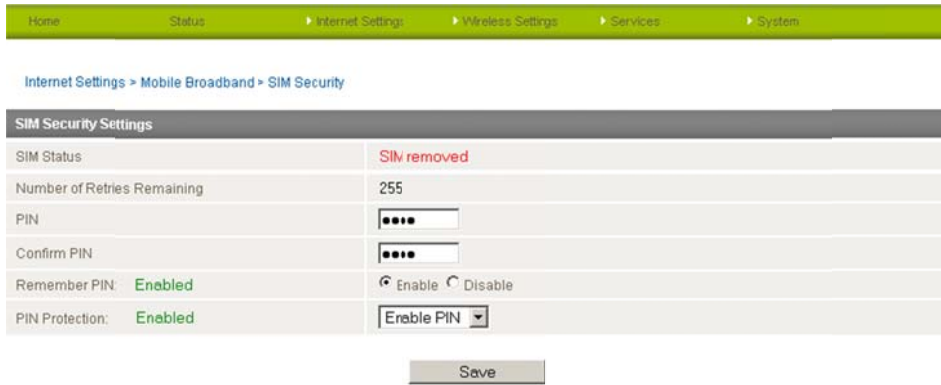 Home Status Internet Settings Wireless Settings Services System
Internet Settings > Mobile Broadband > SIM Security
SIM Security Settings
SIM Status SIM removed
Number of Retries Remaining 255
PIN ••••
Confirm PIN ••••
Remember PIN: Enabled Enable Disable
PIN Protection: Enabled Enable PIN
Save